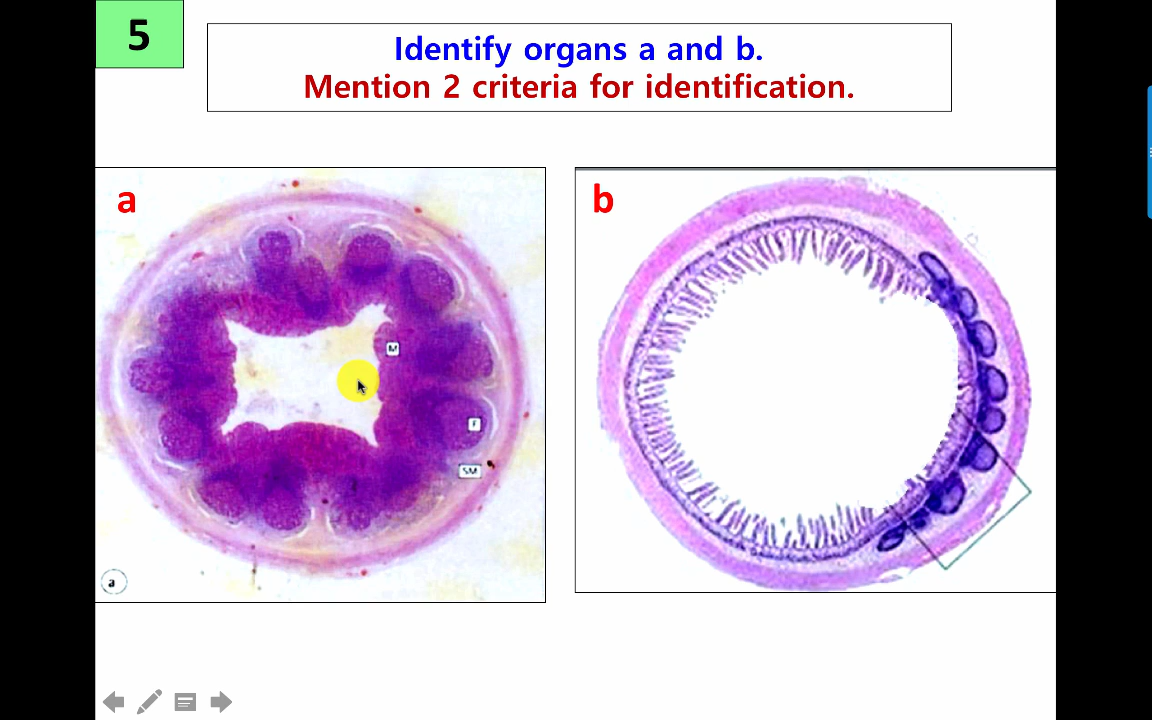 5
Identify organs a and b.
Mention 2 criteria for identification.
a
b
M
F
SM
a